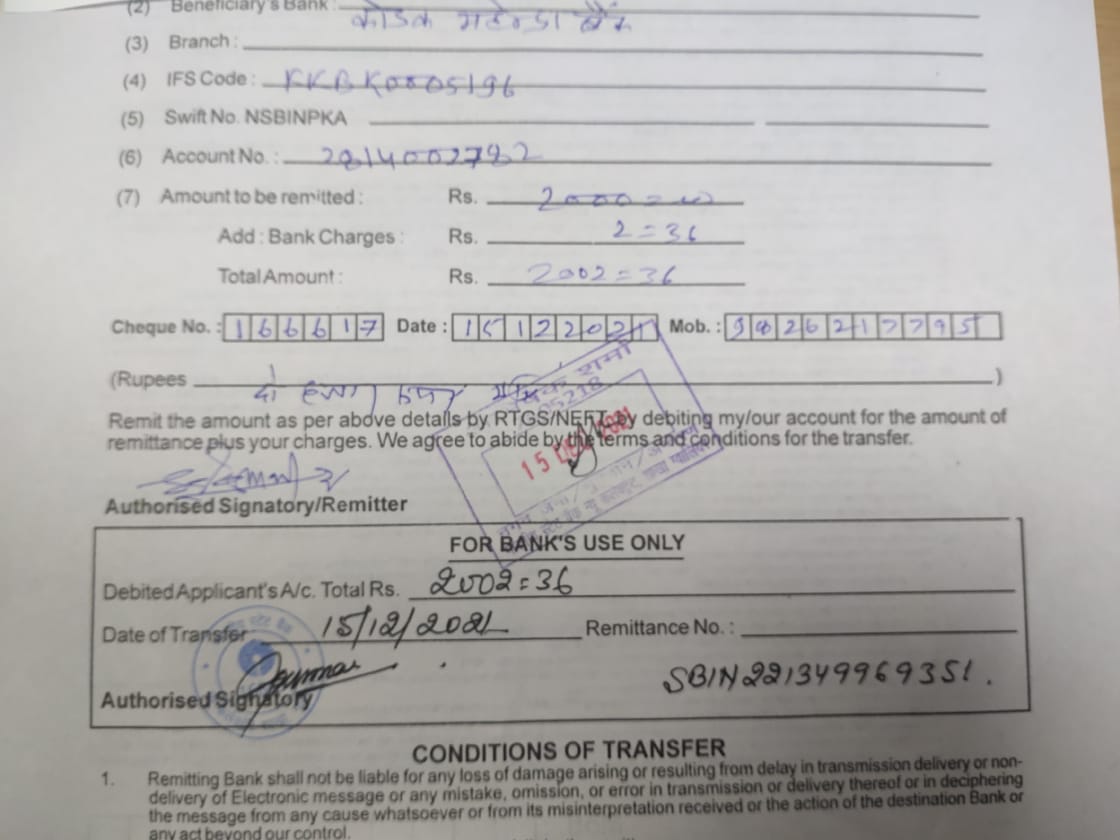 (2) Beneficiary's Bank : कोटक महेन्द्रा बैंक
(3) Branch :
(4) IFS Code : KKBK0005196
(5) Swift No. NSBINPKA
(6) Account No. : 28140002782
(7) Amount to be remitted : Rs. 2000=00
Add : Bank Charges : Rs. 2=36
Total Amount : Rs. 2002=36
Cheque No. : 166617 Date : 15122021 Mob. : 9826217795
(Rupees दो हजार )
Remit the amount as per above details by RTGS/NEFT, by debiting my/our account for the amount of
remittance plus your charges. We agree to abide by the terms and conditions for the transfer.
शर्मा
15 DEC 2021
Authorised Signatory/Remitter
FOR BANK'S USE ONLY
Debited Applicant's A/c. Total Rs. 2002=36
Date of Transfer 15/12/2021 Remittance No. :
Authorised Signatory SBIN221349969351.
CONDITIONS OF TRANSFER
1. Remitting Bank shall not be liable for any loss of damage arising or resulting from delay in transmission delivery or non-
delivery of Electronic message or any mistake, omission, or error in transmission or delivery thereof or in deciphering
the message from any cause whatsoever or from its misinterpretation received or the action of the destination Bank or
any act beyond our control.